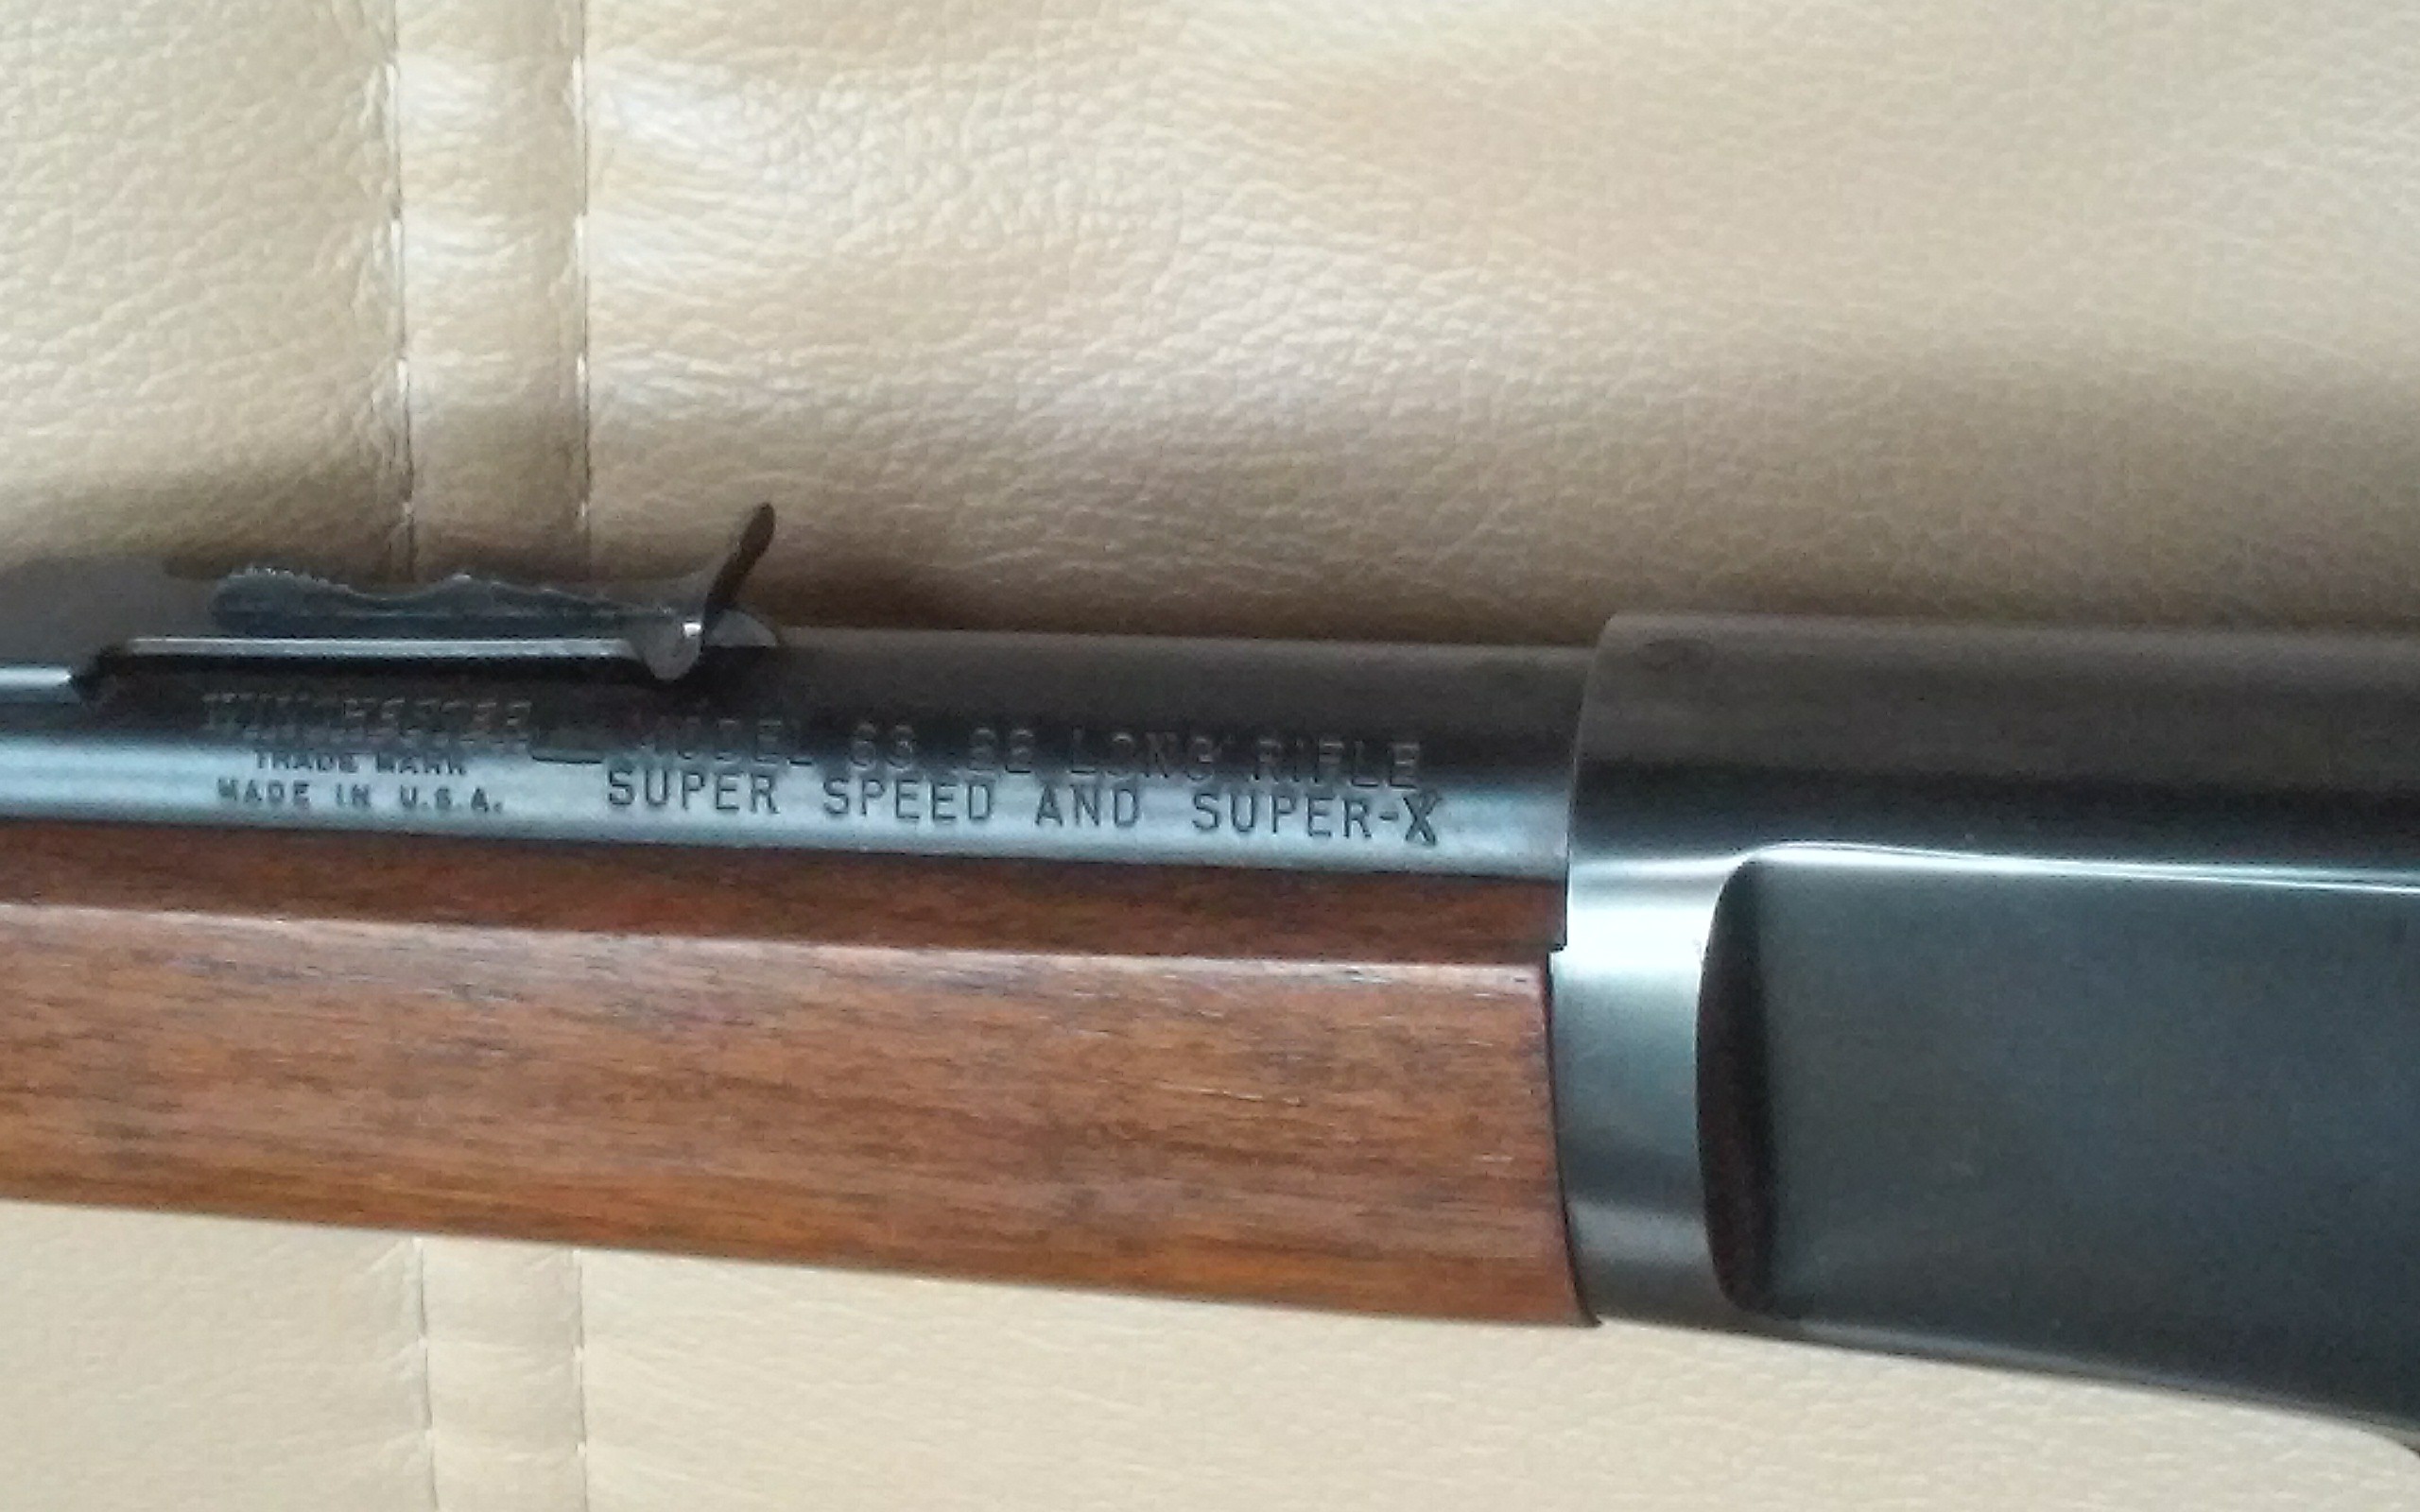 WINCHESTER
TRADE MARK
MADE IN U.S.A.
MODEL 63 .22 LONG RIFLE
SUPER SPEED AND SUPER-X